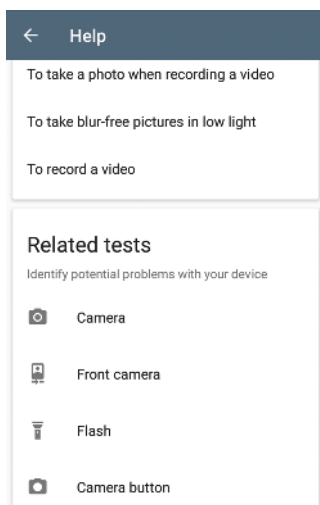 Help
To take a photo when recording a video
To take blur-free pictures in low light
To record a video
Related tests
Identify potential problems with your device
Camera
Front camera
Flash
Camera button